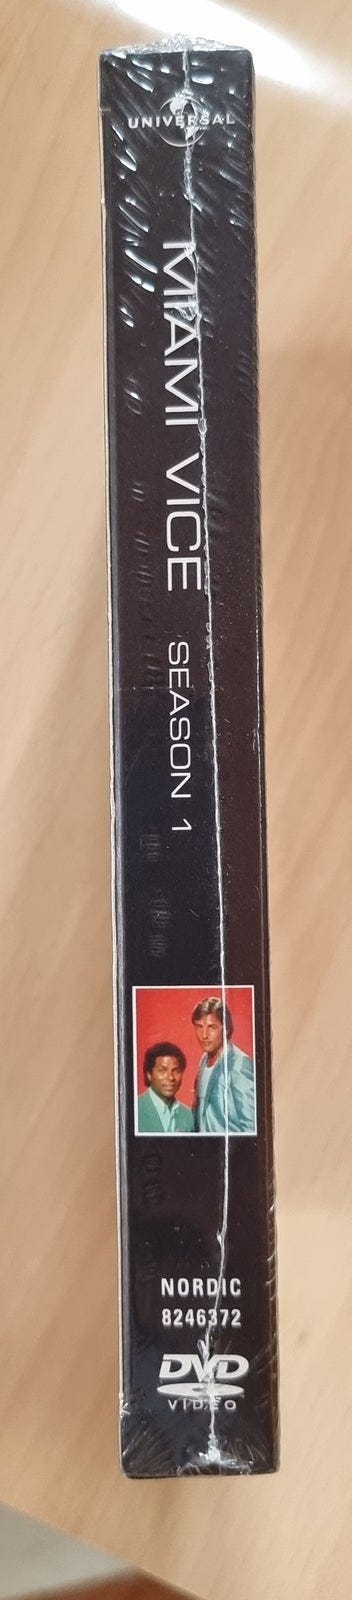 UNIVERSAL
MIAMI VICE SEASON 1
NORDIC
8246372
DVD
VIDEO